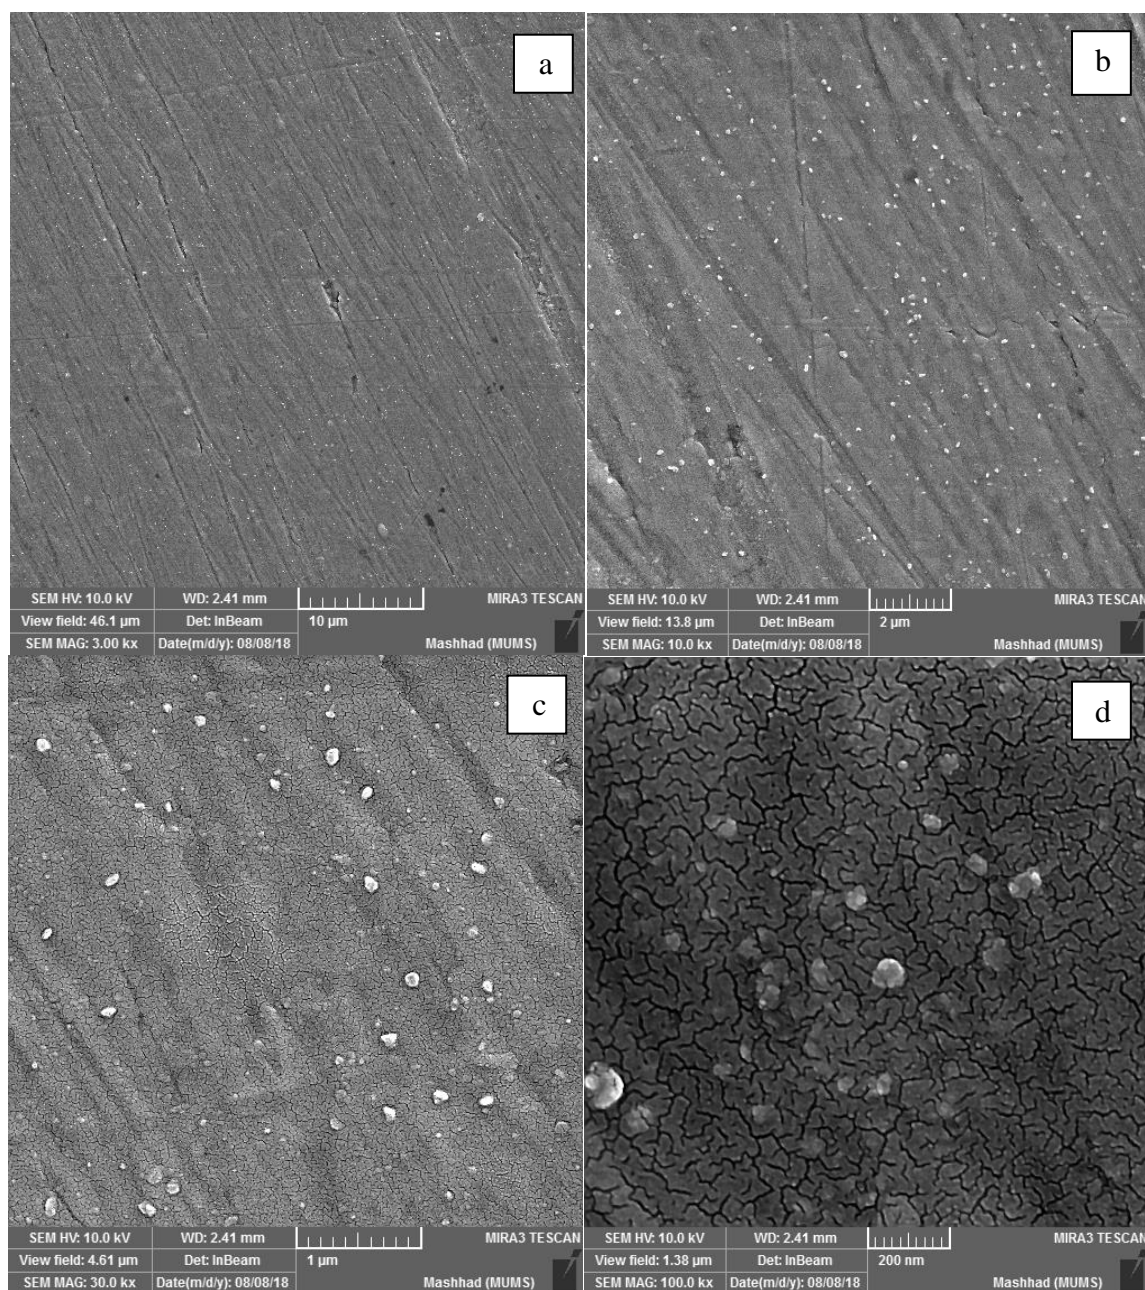 a
SEM HV: 10.0 kV WD: 2.41 mm MIRA3 TESCAN
View field: 46.1 µm Det: InBeam 10 µm
SEM MAG: 3.00 kx Date(m/d/y): 08/08/18 Mashhad (MUMS)
b
SEM HV: 10.0 kV WD: 2.41 mm MIRA3 TESCAN
View field: 13.8 µm Det: InBeam 2 µm
SEM MAG: 10.0 kx Date(m/d/y): 08/08/18 Mashhad (MUMS)
c
SEM HV: 10.0 kV WD: 2.41 mm MIRA3 TESCAN
View field: 4.61 µm Det: InBeam 1 µm
SEM MAG: 30.0 kx Date(m/d/y): 08/08/18 Mashhad (MUMS)
d
SEM HV: 10.0 kV WD: 2.41 mm MIRA3 TESCAN
View field: 1.38 µm Det: InBeam 200 nm
SEM MAG: 100.0 kx Date(m/d/y): 08/08/18 Mashhad (MUMS)